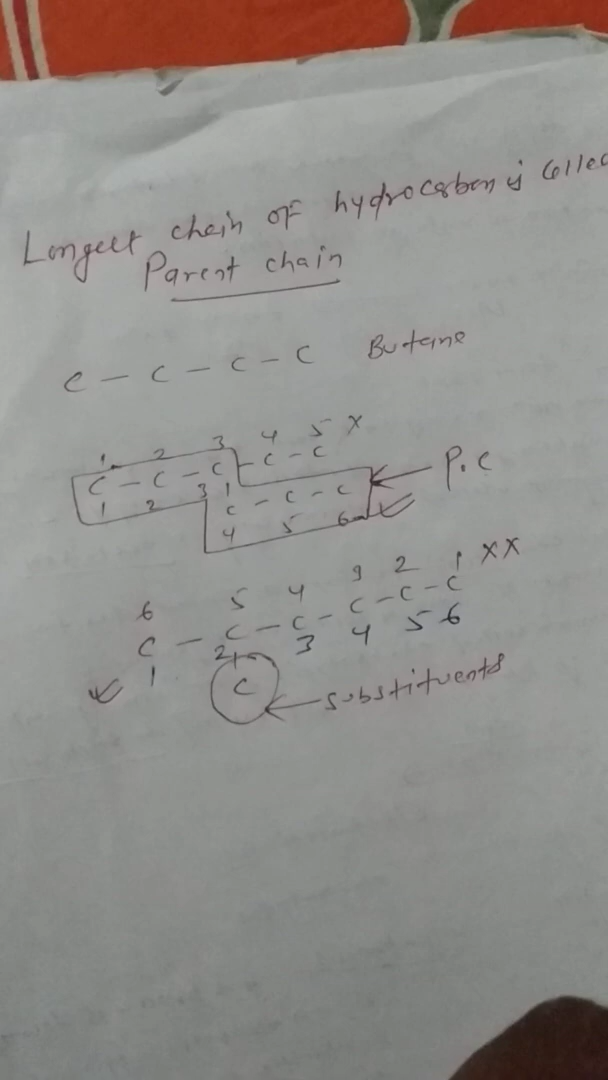 Longest chain of hydrocarbon is called
Parent chain
C - C - C - C Butane
1 2 3 4 5 X
C - C - C - C - C
1 2 3
C - C - C P.C
4 5 6
6 5 4 3 2 1 XX
C - C - C - C - C - C
1 2 3 4 5 6
C substituents